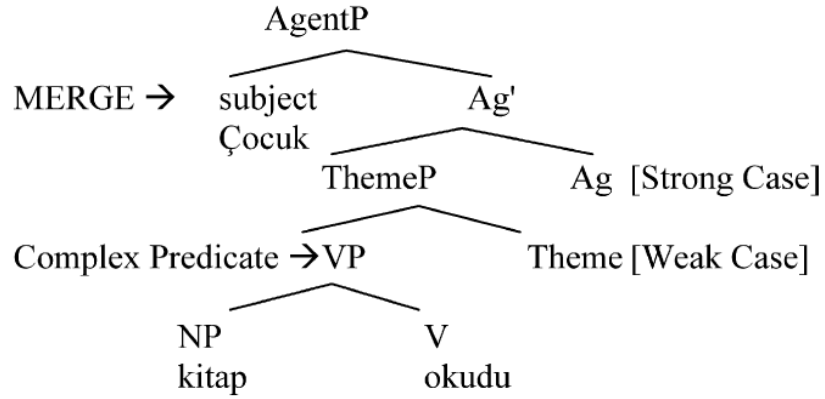 AgentP
MERGE → subject Ag'
Çocuk
ThemeP Ag [Strong Case]
Complex Predicate → VP Theme [Weak Case]
NP V
kitap okudu